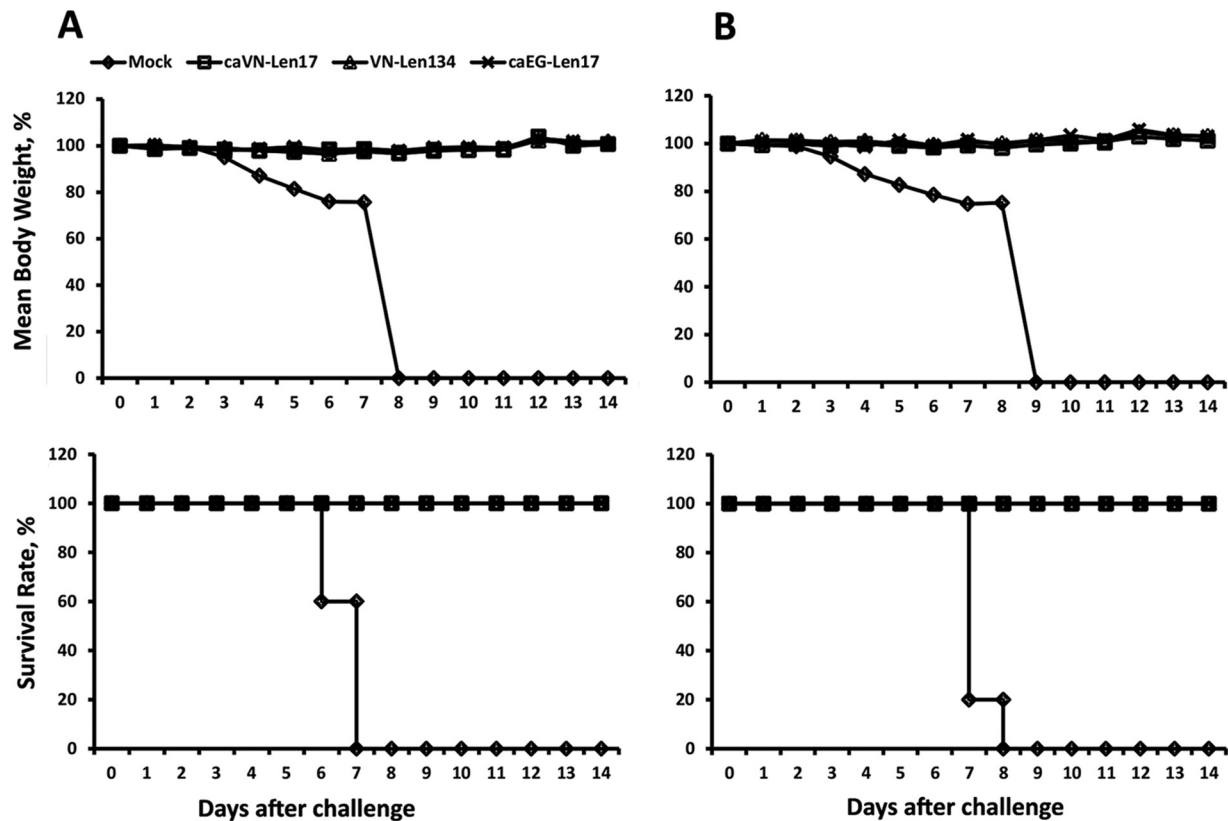 A
B
Mock caVN-Len17 VN-Len134 caEG-Len17
Mean Body Weight, %
120
100
80
60
40
20
0
0 1 2 3 4 5 6 7 8 9 10 11 12 13 14
120
100
80
60
40
20
0
0 1 2 3 4 5 6 7 8 9 10 11 12 13 14
Survival Rate, %
120
100
80
60
40
20
0
0 1 2 3 4 5 6 7 8 9 10 11 12 13 14
Days after challenge
120
100
80
60
40
20
0
0 1 2 3 4 5 6 7 8 9 10 11 12 13 14
Days after challenge